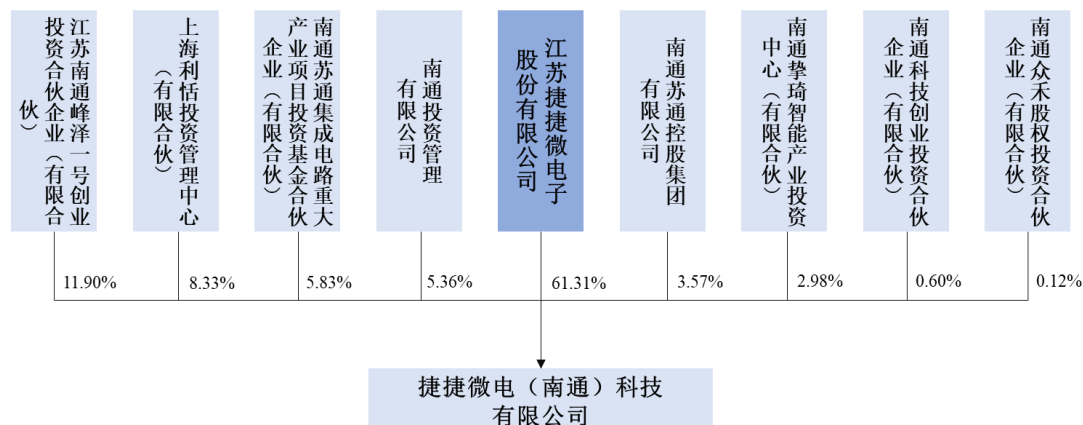 江苏南通峰泽一号创业
投资合伙企业（有限合
伙）
上海利恬投资管理中心
（有限合伙）
南通苏通集成电路重大
产业项目投资基金合伙
企业（有限合伙）
南通投资管理
有限公司
江苏捷捷微电子
股份有限公司
南通苏通控股集团
有限公司
南通挚琦智能产业投资
中心（有限合伙）
南通科技创业投资合伙
企业（有限合伙）
南通众禾股权投资合伙
企业（有限合伙）
11.90%
8.33%
5.83%
5.36%
61.31%
3.57%
2.98%
0.60%
0.12%
捷捷微电（南通）科技
有限公司